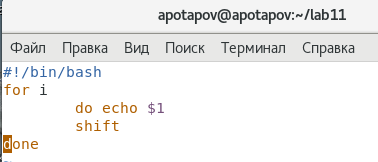 apotapov@apotapov:~/lab11
Файл Правка Вид Поиск Терминал Справка
#!/bin/bash
for i
do echo $1
shift
done